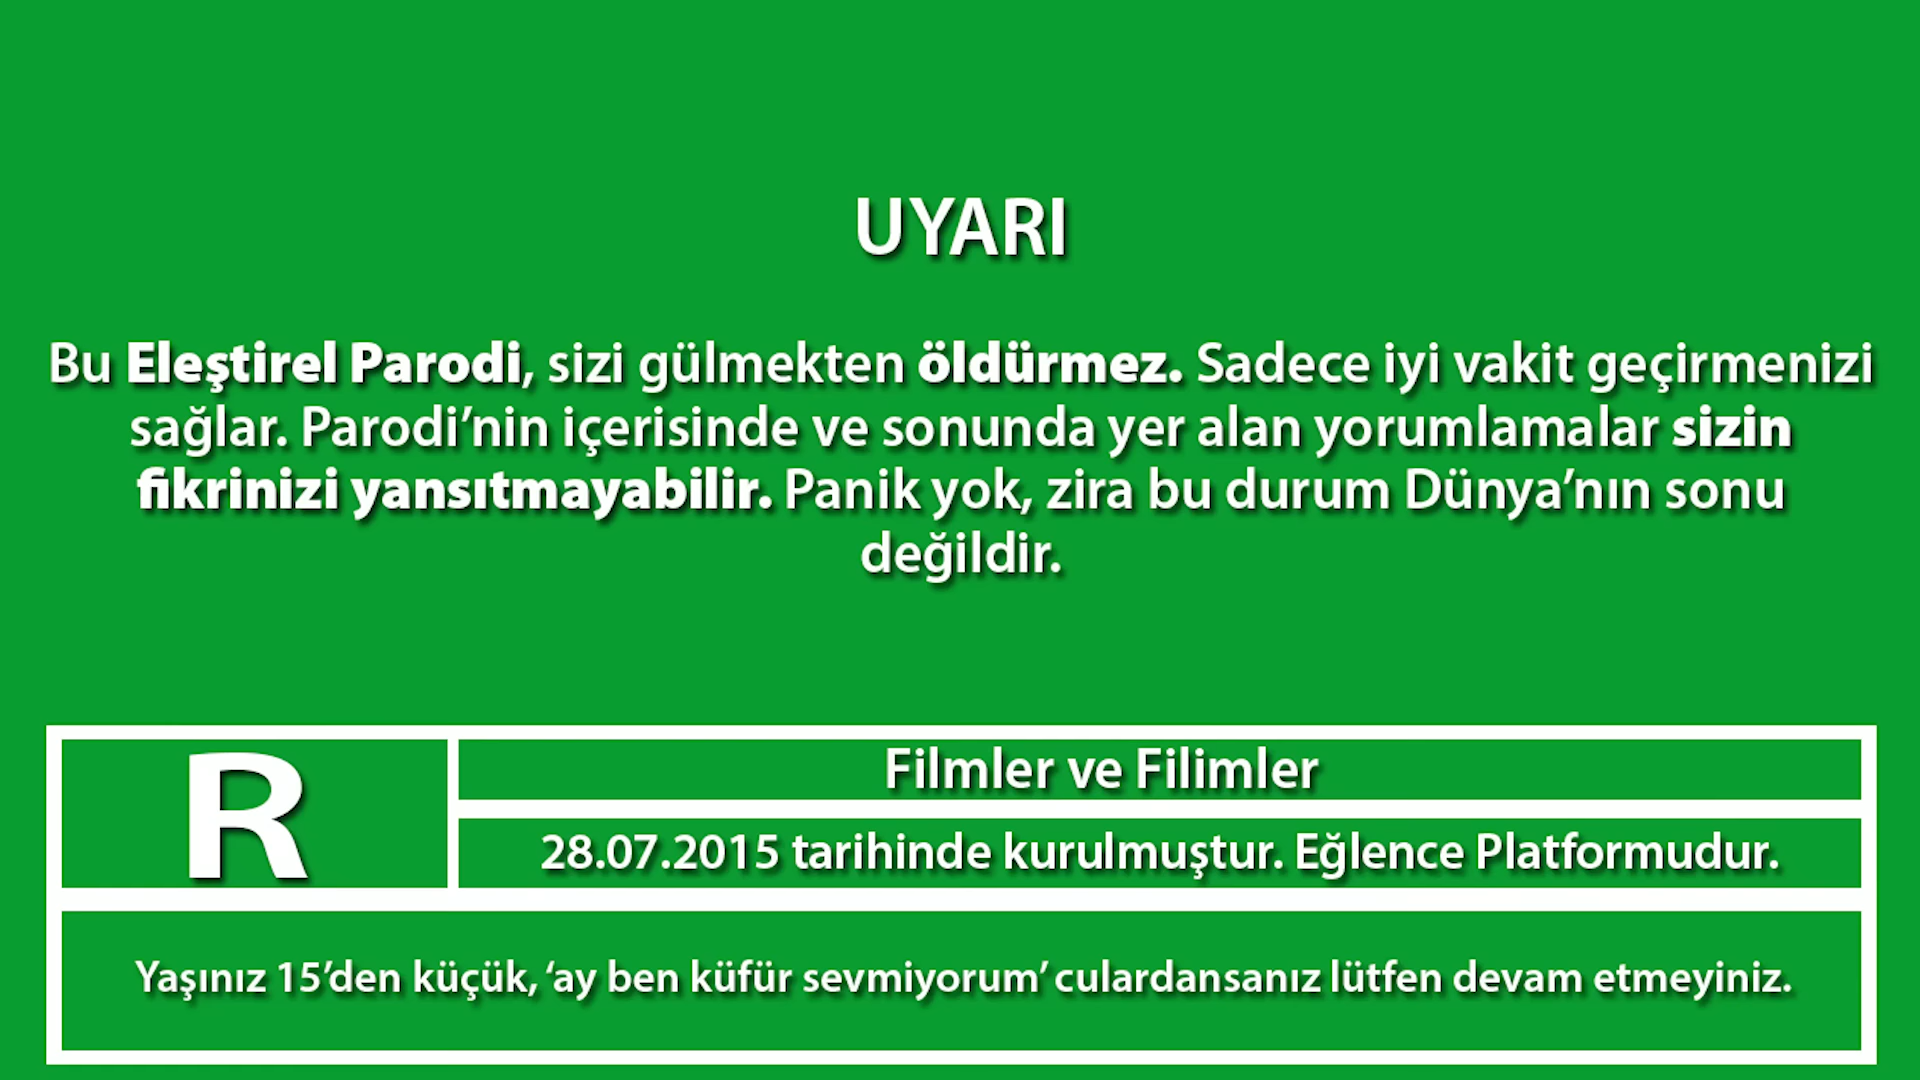 UYARI
Bu Eleştirel Parodi, sizi gülmekten öldürmez. Sadece iyi vakit geçirmenizi
sağlar. Parodi’nin içerisinde ve sonunda yer alan yorumlamalar sizin
fikrinizi yansıtmayabilir. Panik yok, zira bu durum Dünya’nın sonu
değildir.
R
Filmler ve Filimler
28.07.2015 tarihinde kurulmuştur. Eğlence Platformudur.
Yaşınız 15’den küçük, ‘ay ben küfür sevmiyorum’ culardansanız lütfen devam etmeyiniz.